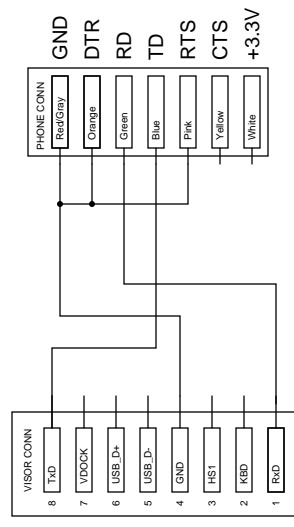 GND
DTR
RD
TD
RTS
CTS
+3.3V
PHONE CONN
Red/Gray
Orange
Green
Blue
Pink
Yellow
White
VISOR CONN
8 TxD
7 VDOCK
6 USB_D+
5 USB_D-
4 GND
3 HS1
2 KBD
1 RxD